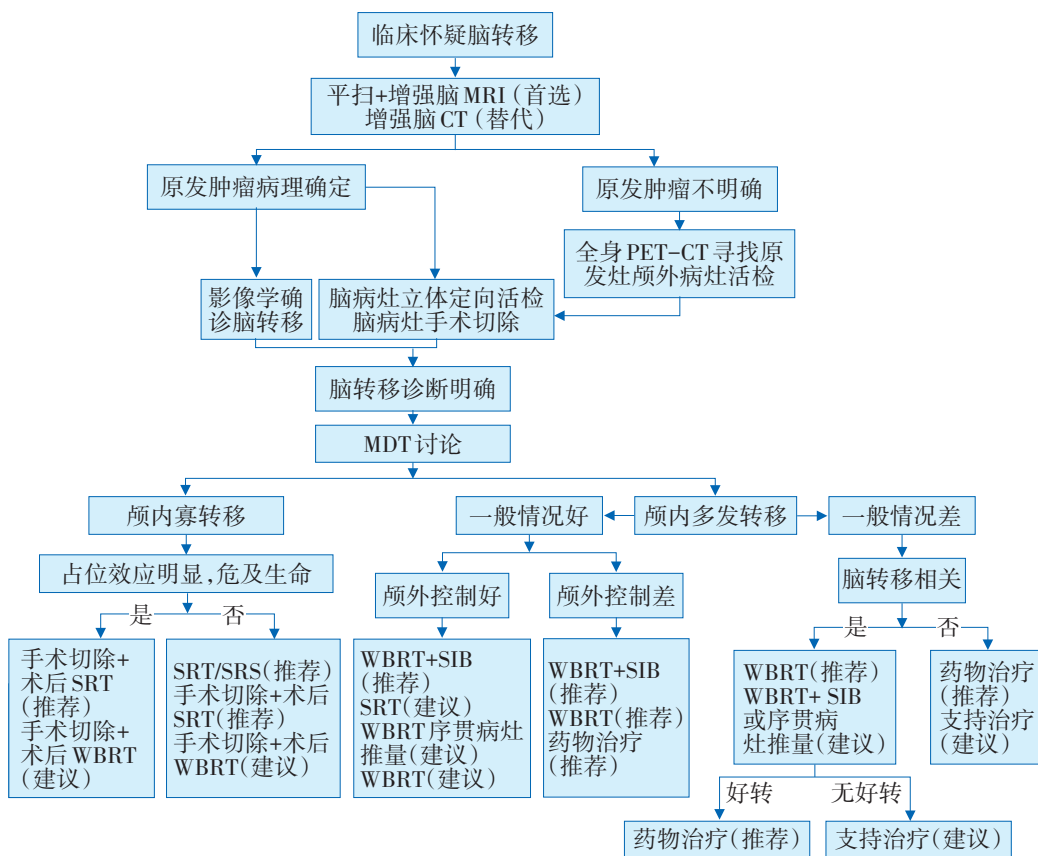 临床怀疑脑转移
平扫+增强脑MRI（首选）
增强脑CT（替代）
原发肿瘤病理确定
原发肿瘤不明确
全身PET-CT寻找原
发灶颅外病灶活检
影像学确
诊脑转移
脑病灶立体定向活检
脑病灶手术切除
脑转移诊断明确
MDT讨论
颅内寡转移
一般情况好
颅内多发转移
一般情况差
占位效应明显,危及生命
颅外控制好
颅外控制差
脑转移相关
是
否
是
否
手术切除+
术后SRT
(推荐)
手术切除+
术后WBRT
(建议)
SRT/SRS(推荐)
手术切除+术后
SRT(推荐)
手术切除+术后
WBRT(建议)
WBRT+SIB
(推荐)
SRT(建议)
WBRT序贯病灶
推量(建议)
WBRT(建议)
WBRT+SIB
(推荐)
WBRT(推荐)
药物治疗
(推荐)
WBRT(推荐)
WBRT+ SIB
或序贯病
灶推量(建议)
药物治疗
(推荐)
支持治疗
(建议)
好转
无好转
药物治疗(推荐)
支持治疗(建议)